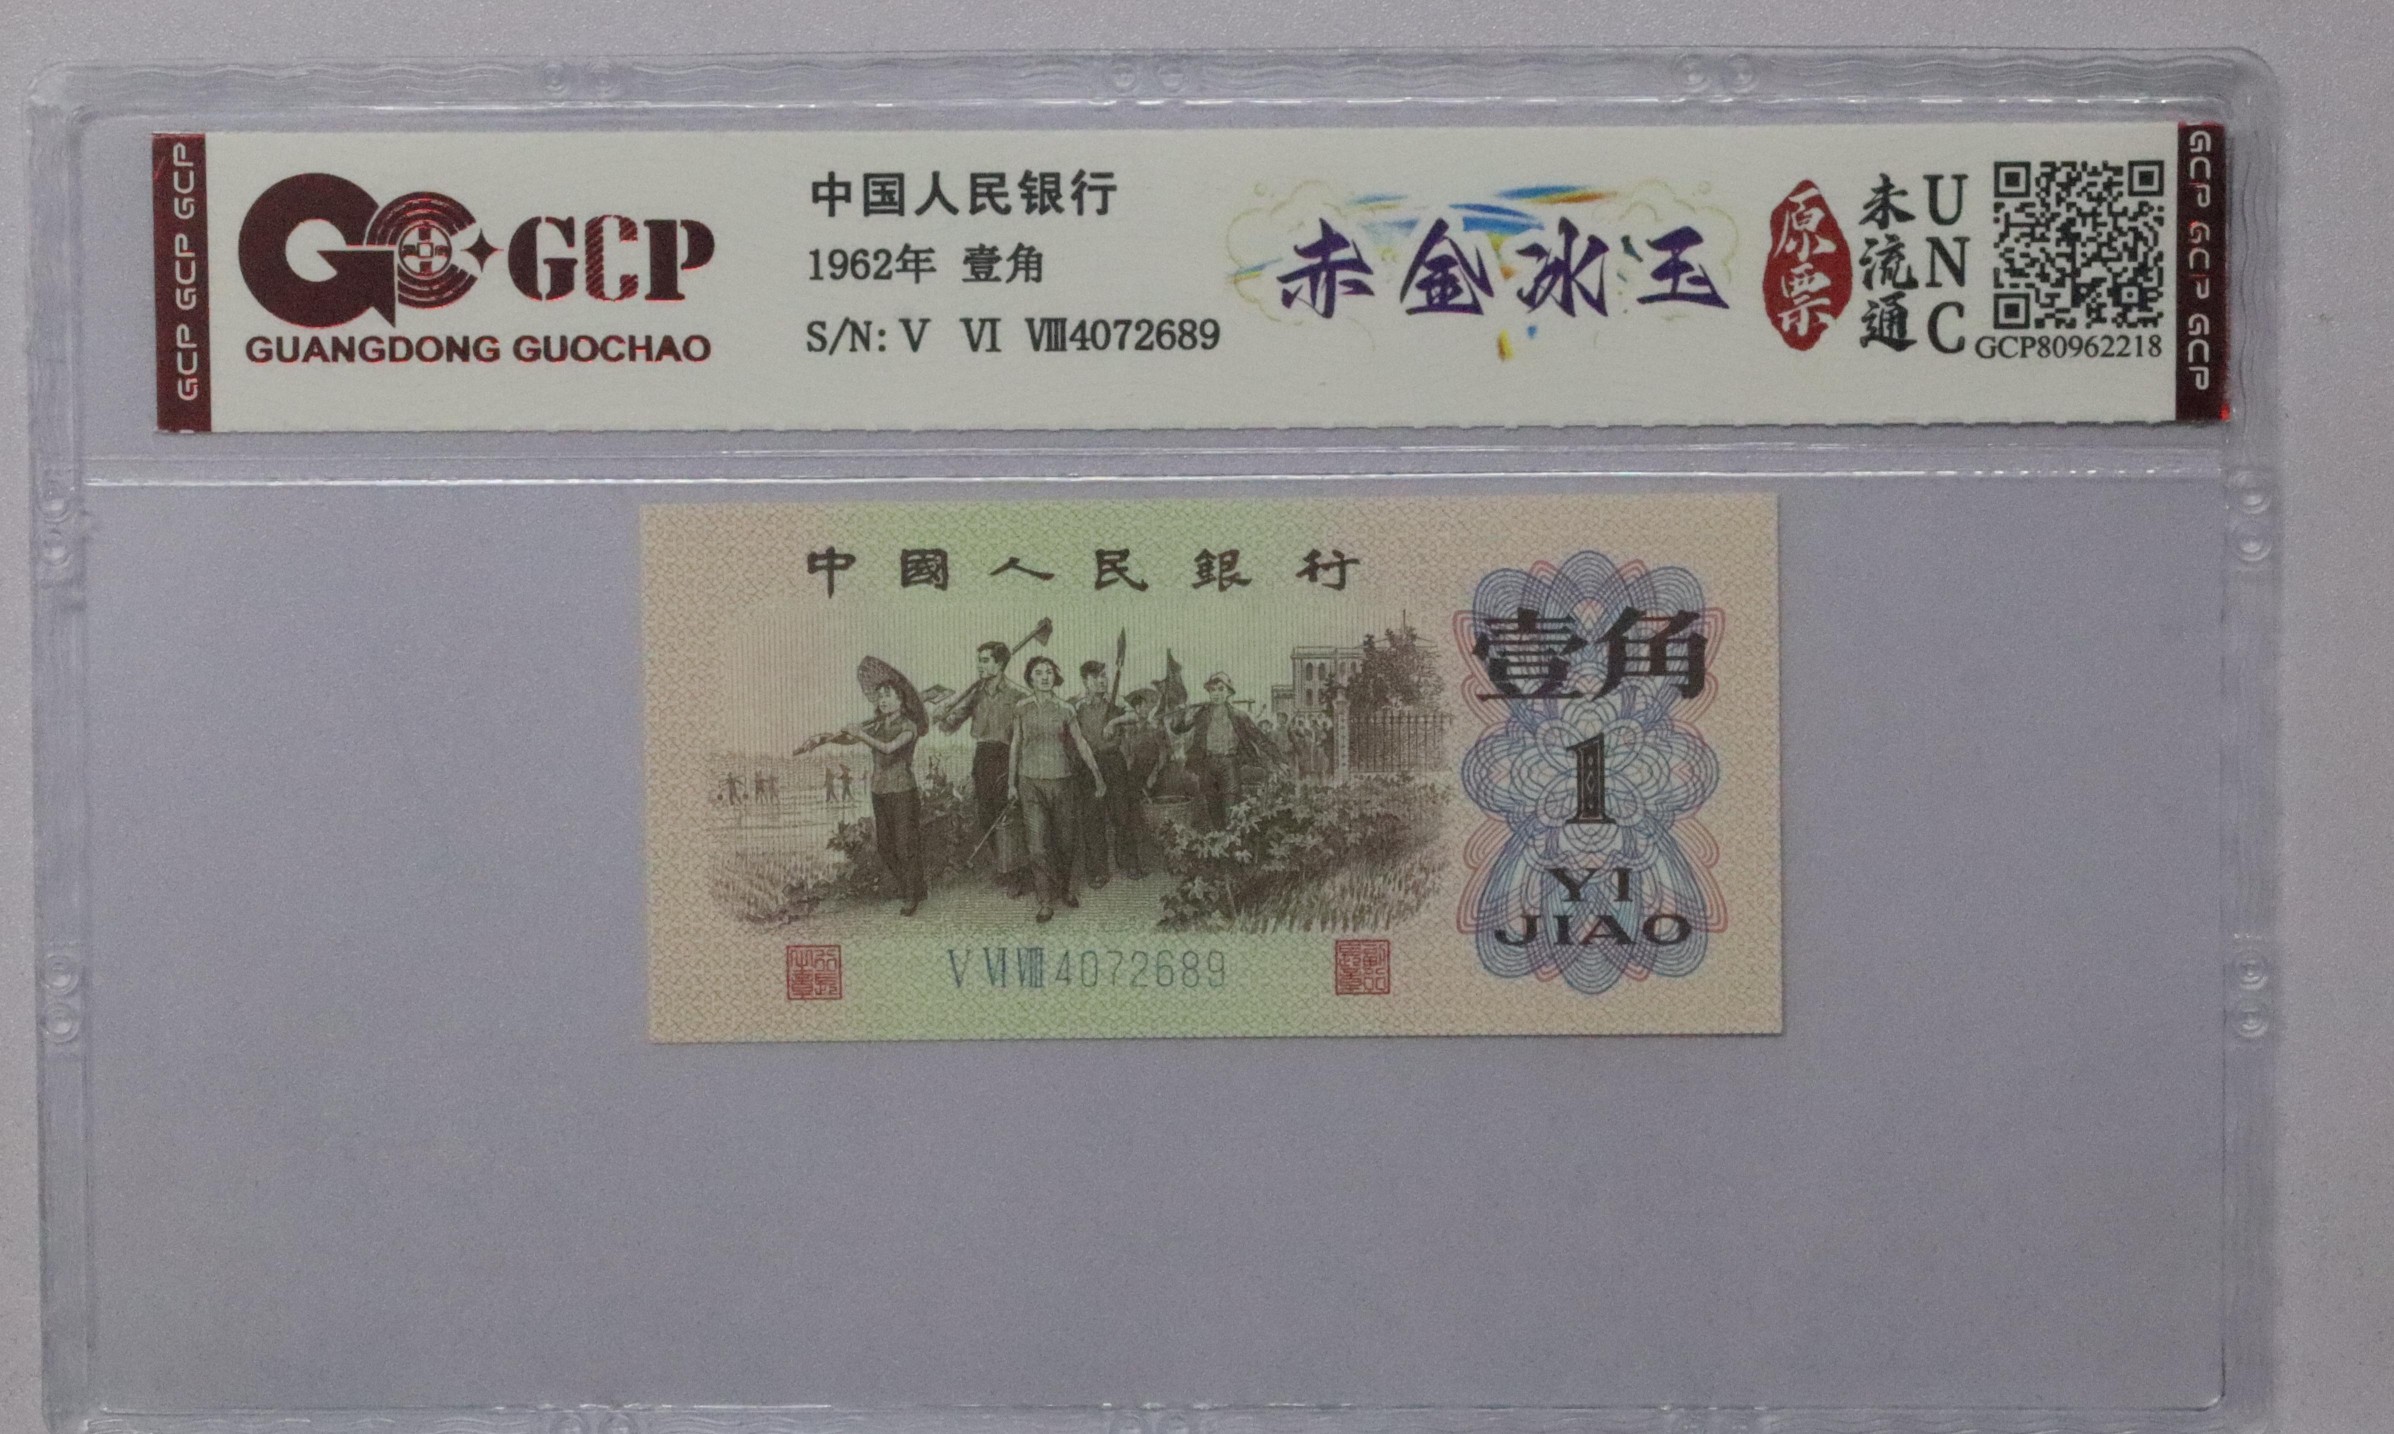 GCP GCP GCP
GCP
GUANGDONG GUOCHAO
中国人民银行
1962年 壹角
S/N: Ⅴ Ⅵ Ⅷ4072689
赤金冰玉
原票
未流通
UNC
GCP80962218
GCP GCP GCP
中國人民銀行
壹角
1
YI
JIAO
Ⅴ Ⅵ Ⅷ 4072689